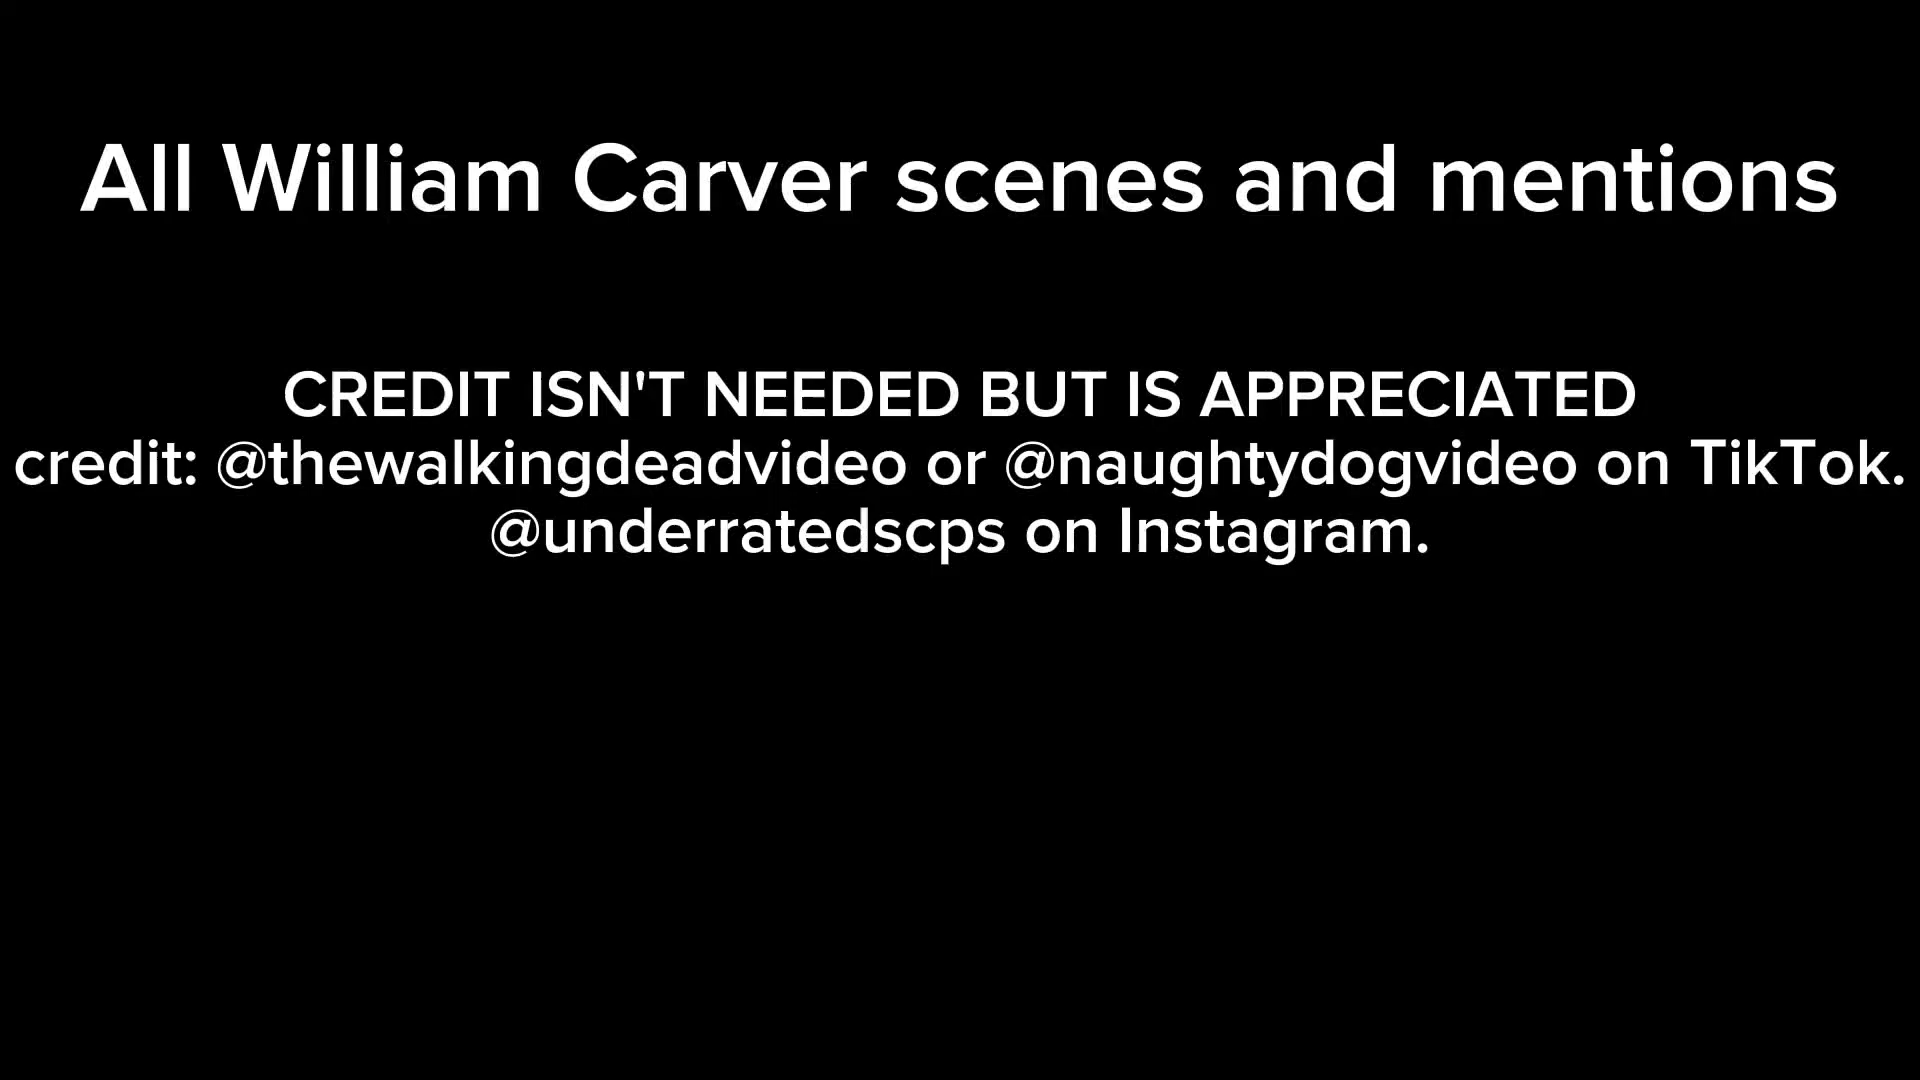 All William Carver scenes and mentions
CREDIT ISN'T NEEDED BUT IS APPRECIATED
credit: @thewalkingdeadvideo or @naughtydogvideo on TikTok.
@underratedscps on Instagram.